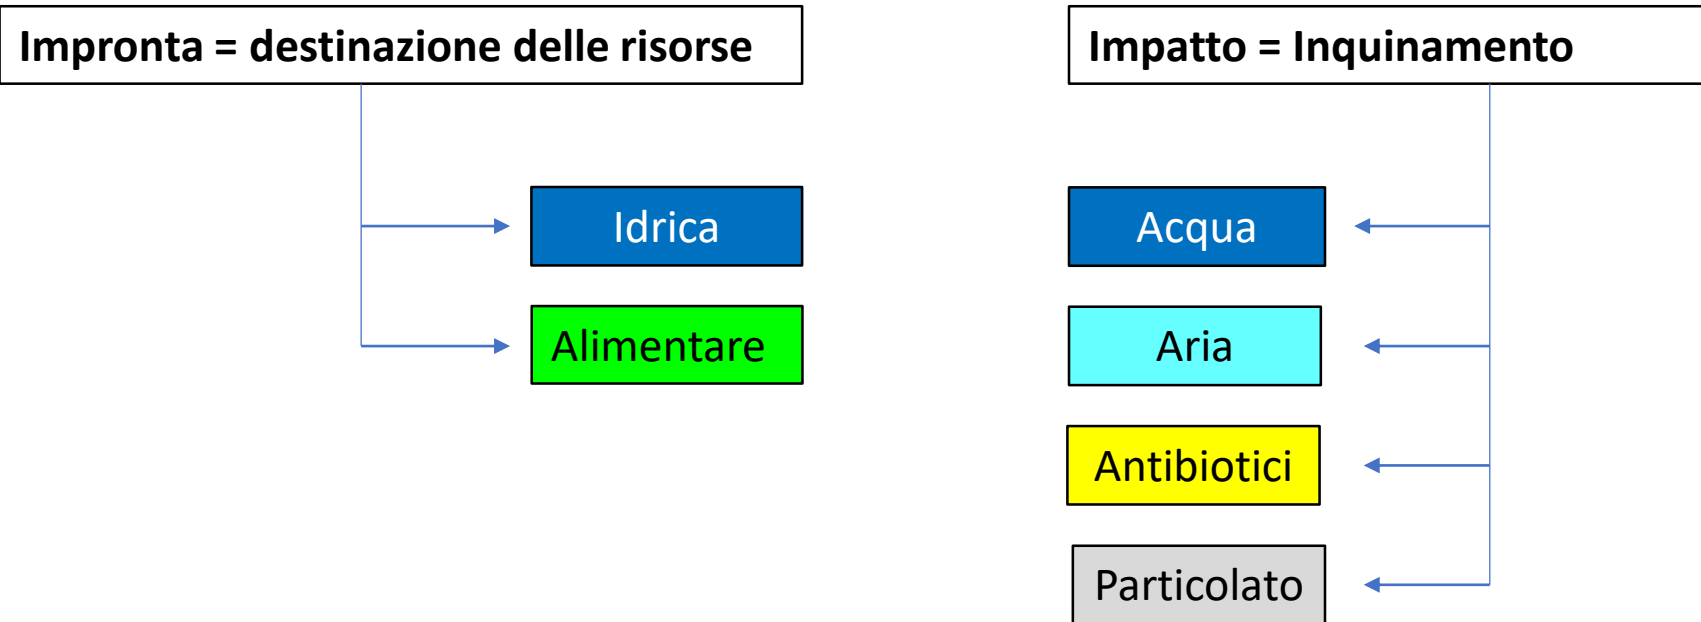 Impronta = destinazione delle risorse
Impatto = Inquinamento
Idrica
Acqua
Alimentare
Aria
Antibiotici
Particolato